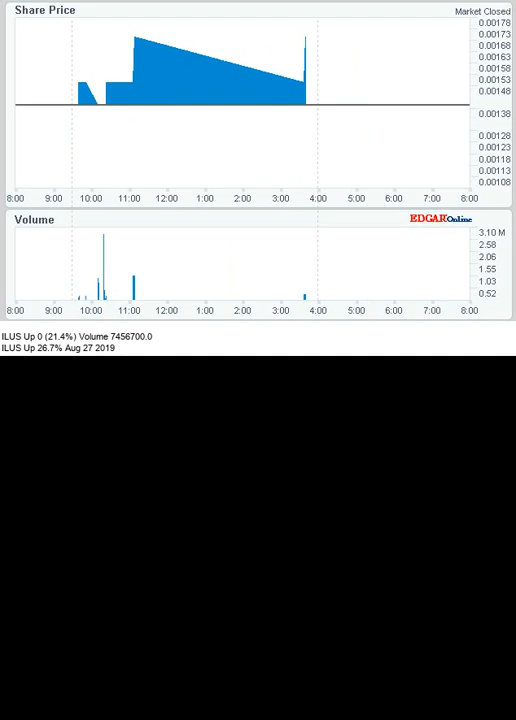 Share Price
Market Closed
0.00178
0.00173
0.00168
0.00163
0.00158
0.00153
0.00148
0.00138
0.00128
0.00123
0.00118
0.00113
0.00108
8:00 9:00 10:00 11:00 12:00 1:00 2:00 3:00 4:00 5:00 6:00 7:00 8:00
Volume
EDGAR Online
3.10 M
2.58
2.06
1.55
1.03
0.52
8:00 9:00 10:00 11:00 12:00 1:00 2:00 3:00 4:00 5:00 6:00 7:00 8:00
ILUS Up 0 (21.4%) Volume 7456700.0
ILUS Up 26.7% Aug 27 2019